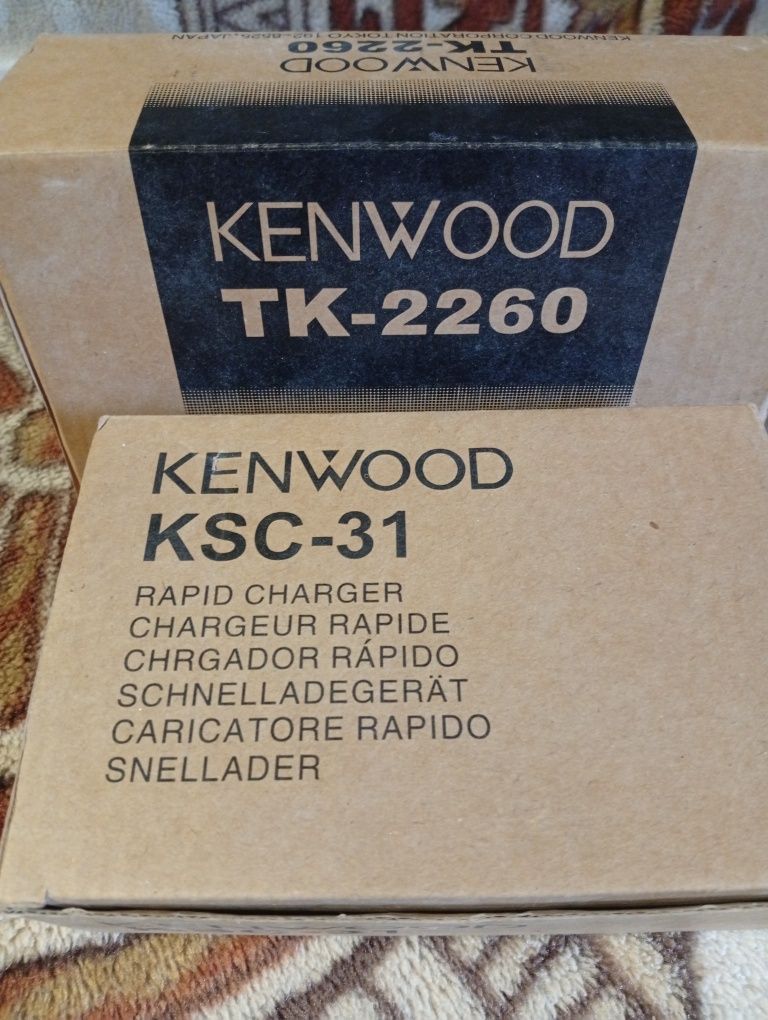 KENWOOD CORPORATION TOKYO 192-8525, JAPAN
TK-2260
KENWOOD
KENWOOD
TK-2260
KENWOOD
KSC-31
RAPID CHARGER
CHARGEUR RAPIDE
CHRGADOR RÁPIDO
SCHNELLADEGERÄT
CARICATORE RAPIDO
SNELLADER